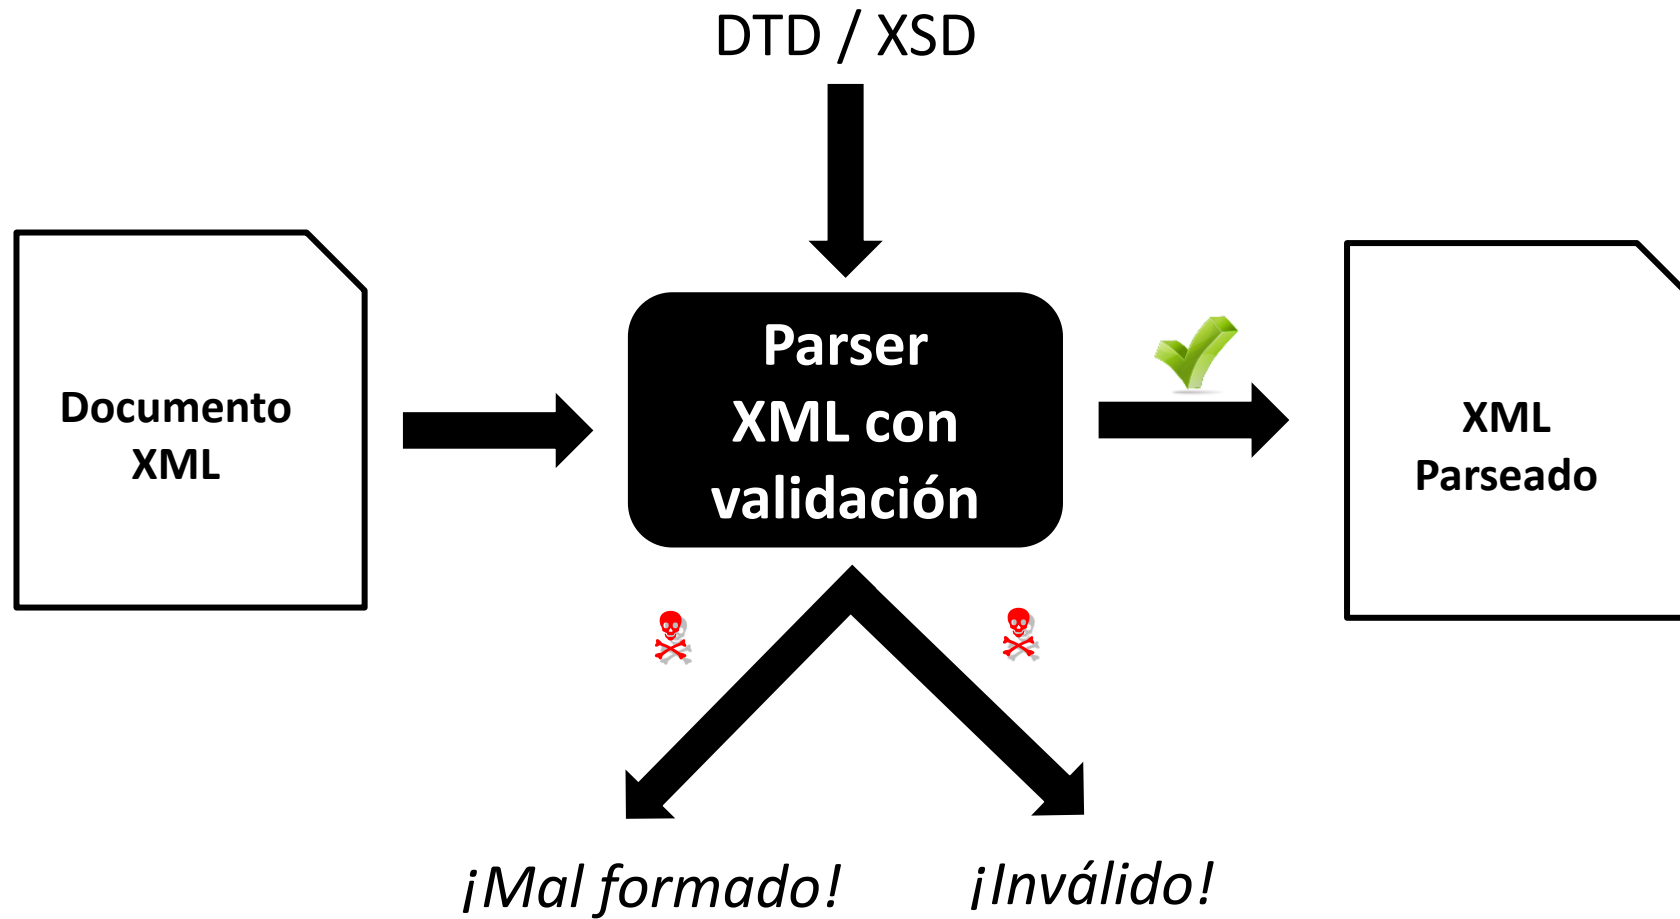 DTD / XSD
Documento
XML
Parser
XML con
validación
XML
Parseado
¡Mal formado!
¡Inválido!